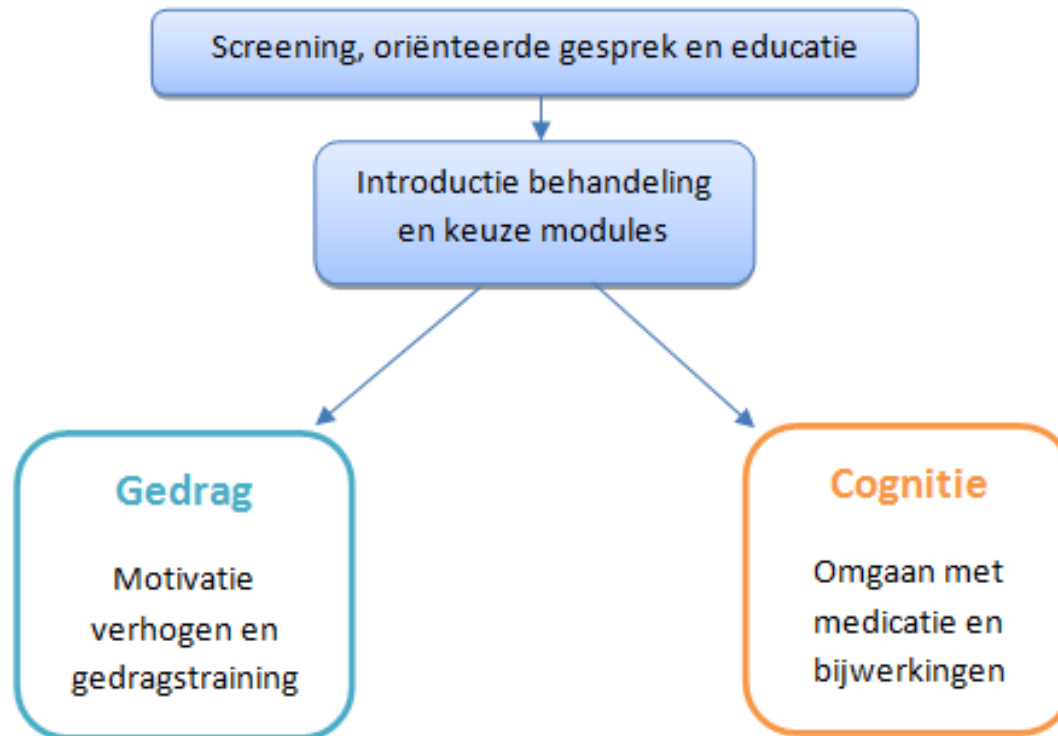 Screening, oriënteerde gesprek en educatie
Introductie behandeling
en keuze modules
Gedrag
Motivatie
verhogen en
gedragstraining
Cognitie
Omgaan met
medicatie en
bijwerkingen